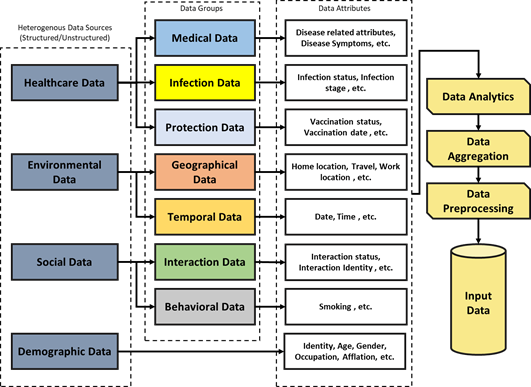 Heterogenous Data Sources
(Structured/Unstructured)
Data Groups
Data Attributes
Healthcare Data
Medical Data
Disease related attributes,
Disease Symptoms, etc.
Infection Data
Infection status, Infection
stage , etc.
Protection Data
Vaccination status,
Vaccination date , etc.
Environmental
Data
Geographical
Data
Home location, Travel, Work
location , etc.
Temporal Data
Date, Time , etc.
Social Data
Interaction Data
Interaction status,
Interaction Identity , etc.
Behavioral Data
Smoking , etc.
Demographic Data
Identity, Age, Gender,
Occupation, Afflation, etc.
Data Analytics
Data
Aggregation
Data
Preprocessing
Input
Data